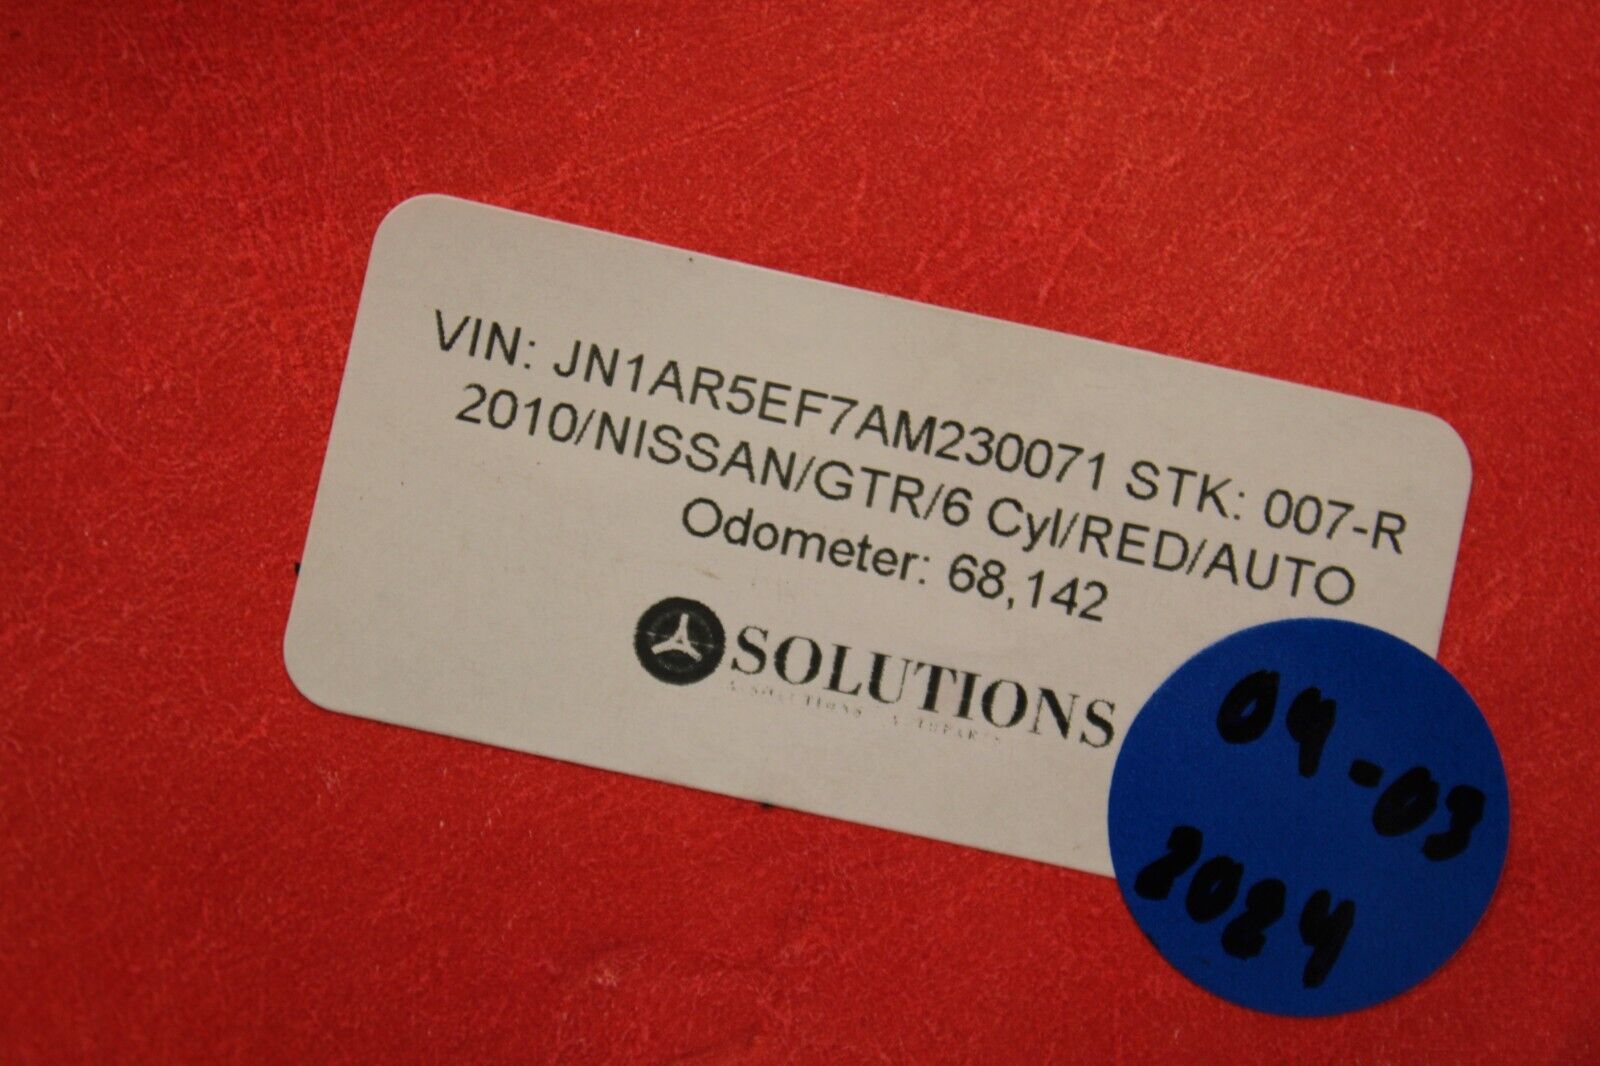 VIN: JN1AR5EF7AM230071 STK: 007-R
2010/NISSAN/GTR/6 Cyl/RED/AUTO
Odometer: 68,142
SOLUTIONS
04-03
2024